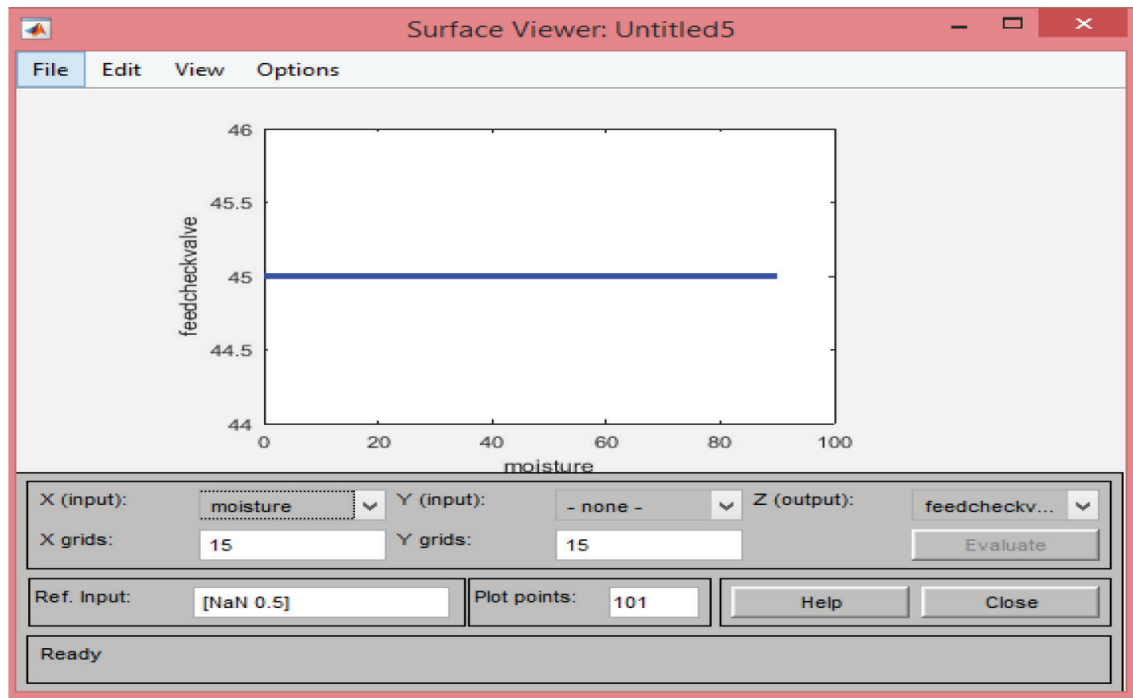 Surface Viewer: Untitled5
File Edit View Options
46
45.5
45
44.5
44
feedcheckvalve
0 20 40 60 80 100
moisture
X (input): moisture Y (input): - none - Z (output): feedcheckv...
X grids: 15 Y grids: 15 Evaluate
Ref. Input: [NaN 0.5] Plot points: 101 Help Close
Ready